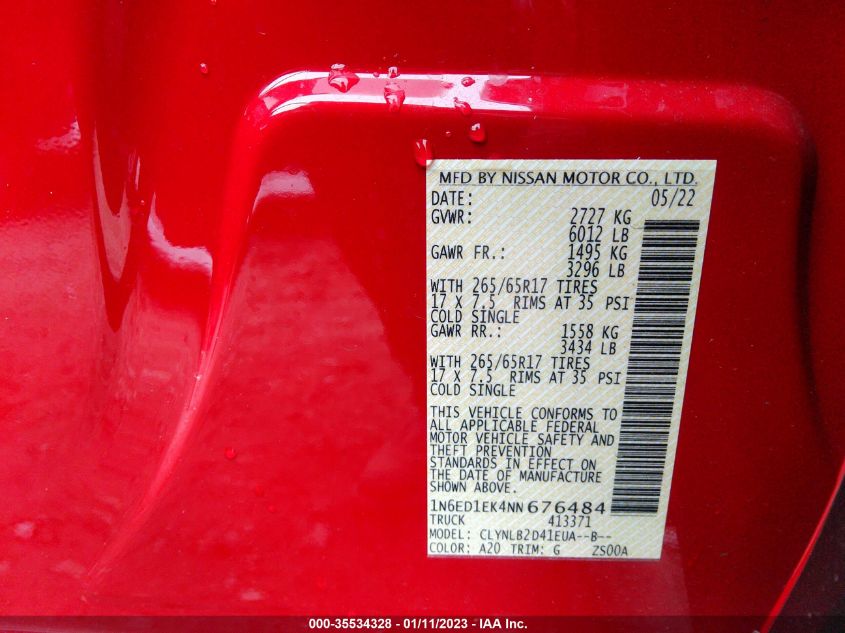 MFD BY NISSAN MOTOR CO., LTD.
DATE: 05/22
GVWR: 2727 KG
6012 LB
GAWR FR.: 1495 KG
3296 LB
WITH 265/65R17 TIRES
17 X 7.5 RIMS AT 35 PSI
COLD SINGLE
GAWR RR.: 1558 KG
3434 LB
WITH 265/65R17 TIRES
17 X 7.5 RIMS AT 35 PSI
COLD SINGLE
THIS VEHICLE CONFORMS TO
ALL APPLICABLE FEDERAL
MOTOR VEHICLE SAFETY AND
THEFT PREVENTION
STANDARDS IN EFFECT ON
THE DATE OF MANUFACTURE
SHOWN ABOVE.
1N6ED1EK4NN676484
TRUCK 413371
MODEL: CLYNLB2D41EUA--B--
COLOR: A20 TRIM: G ZS00A
000-35534328 - 01/11/2023 - IAA Inc.